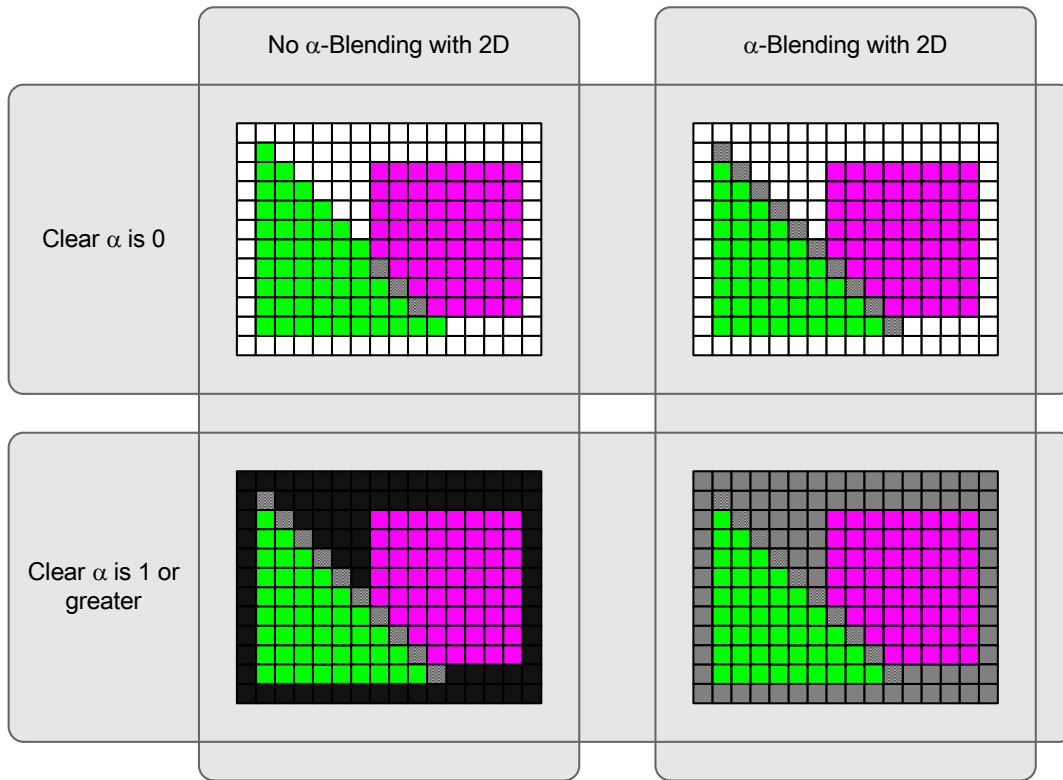 No α-Blending with 2D
α-Blending with 2D
Clear α is 0
Clear α is 1 or
greater